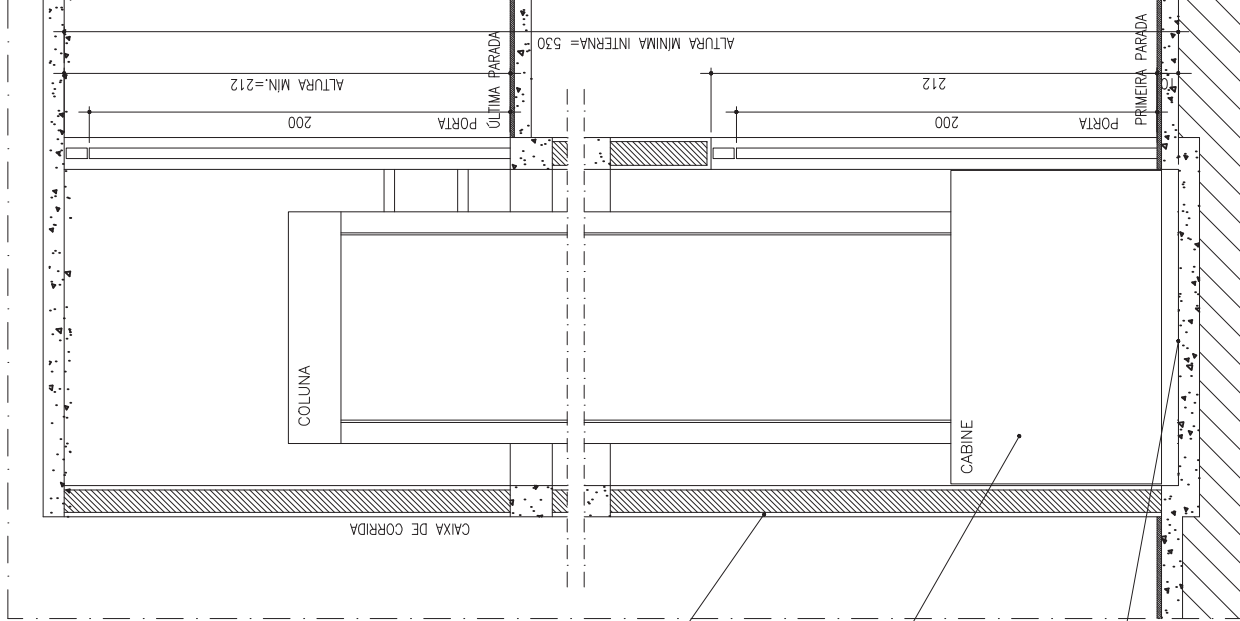 ALTURA MÍNIMA INTERNA= 530
ÚLTIMA PARADA
PRIMEIRA PARADA
ALTURA MÍN.=212
212
10
PORTA 200
PORTA 200
COLUNA
CABINE
CAIXA DE CORRIDA